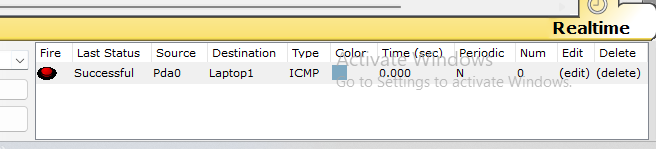 Realtime
Fire Last Status Source Destination Type Color Time (sec) Periodic Num Edit Delete
Activate Windows
Successful Pda0 Laptop1 ICMP 0.000 N 0 (edit) (delete)
Go to Settings to activate Windows.